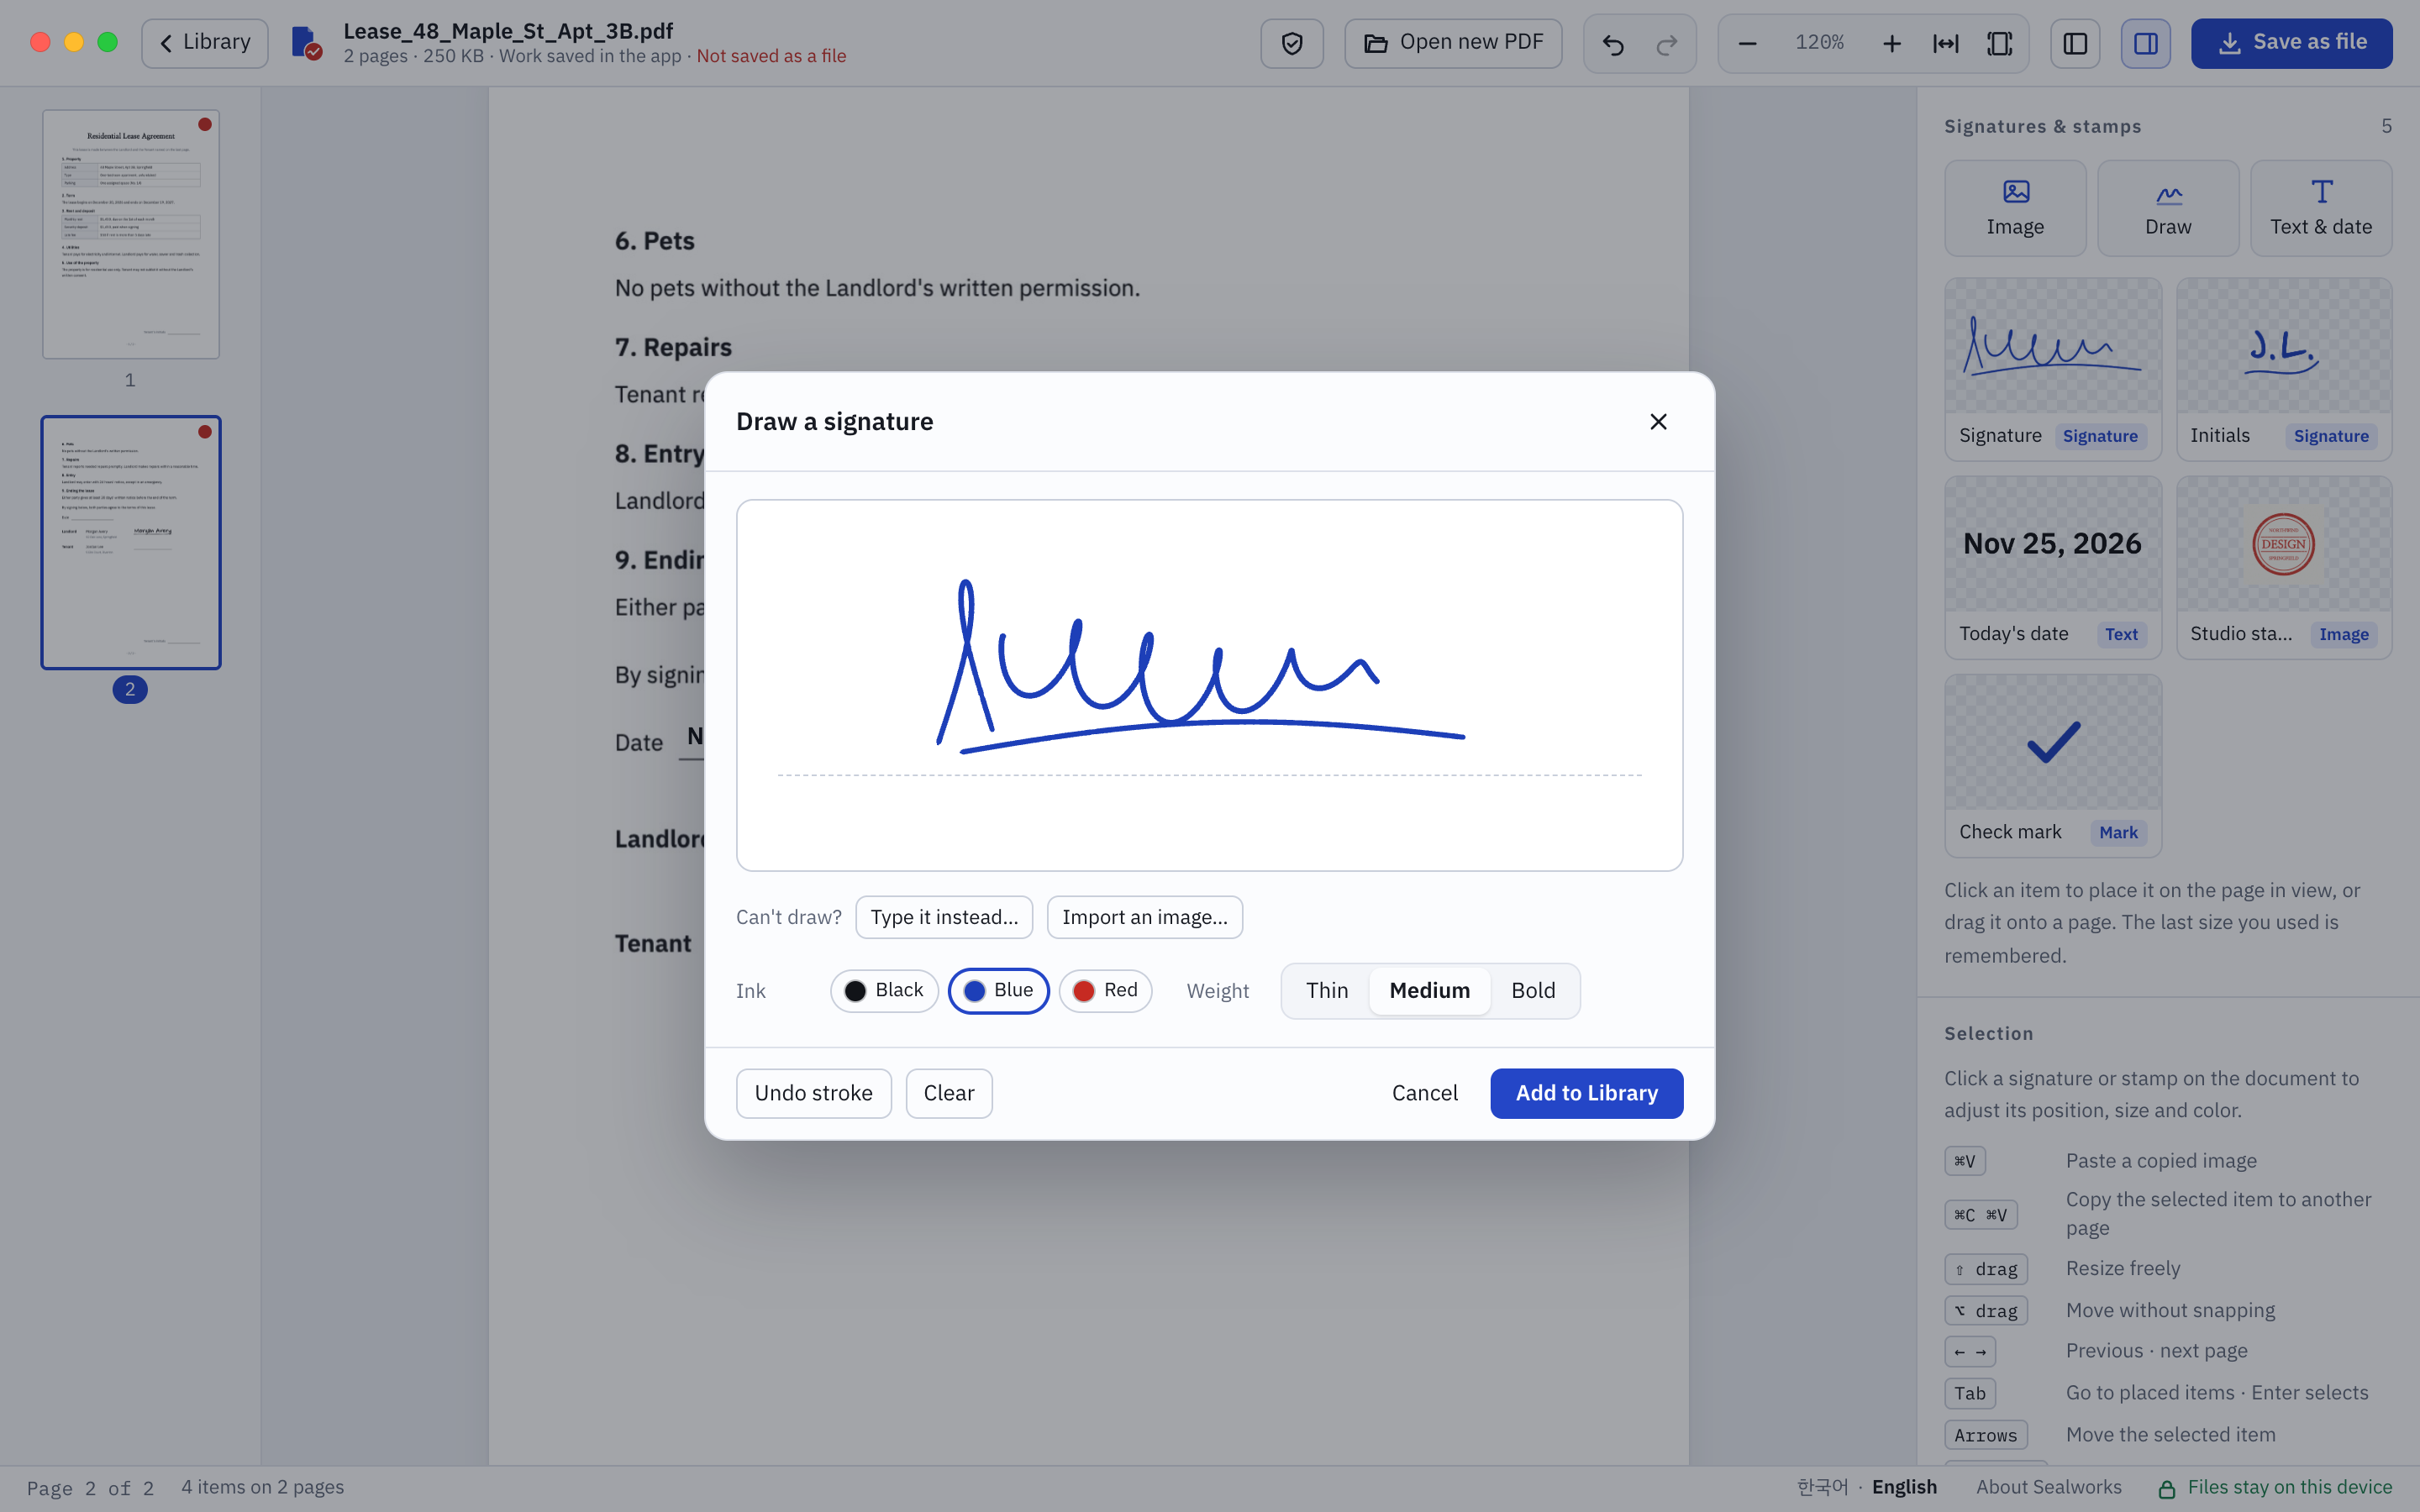 Library
Lease_48_Maple_St_Apt_3B.pdf
2 pages · 250 KB · Work saved in the app · Not saved as a file
Open new PDF
120%
Save as file
Residential Lease Agreement
1
2
6. Pets
No pets without the Landlord's written permission.
7. Repairs
Tenant
8. Entry
Landlord
9.
Either
By
Date
Tenant
Draw a signature
Can't draw?
Type it instead...
Import an image...
Ink
Black
Blue
Red
Weight
Thin
Medium
Bold
Undo stroke
Clear
Cancel
Add to Library
Signatures & stamps
5
Image
Draw
Text & date
Signature
Signature
J.L.
Initials
Signature
Nov 25, 2026
Today's date
Text
DESIGN
Studio sta...
Image
Check mark
Mark
Click an item to place it on the page in view, or
drag it onto a page. The last size you used is
remembered.
Selection
Click a signature or stamp on the document to
adjust its position, size and color.
⌘V
Paste a copied image
⌘C ⌘V
Copy the selected item to another
page
⇧ drag
Resize freely
⌥ drag
Move without snapping
← →
Previous · next page
Tab
Go to placed items · Enter selects
Arrows
Move the selected item
Page 2 of 2
4 items on 2 pages
한국어 · English
About Sealworks
Files stay on this device